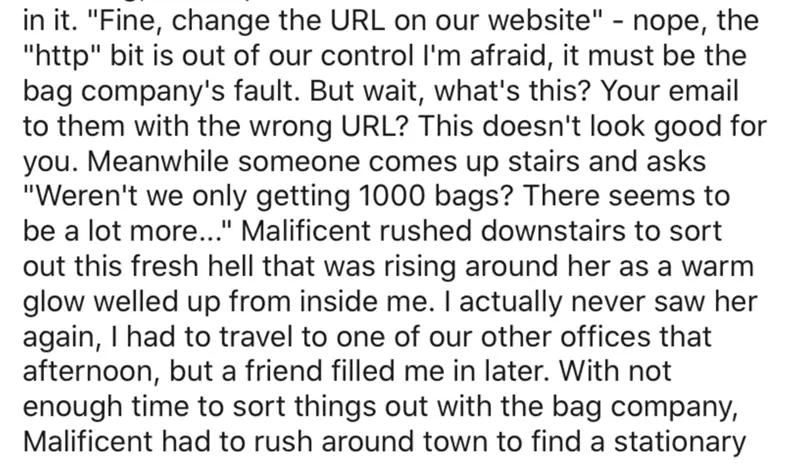 in it. "Fine, change the URL on our website" - nope, the
"http" bit is out of our control I'm afraid, it must be the
bag company's fault. But wait, what's this? Your email
to them with the wrong URL? This doesn't look good for
you. Meanwhile someone comes up stairs and asks
"Weren't we only getting 1000 bags? There seems to
be a lot more..." Malificent rushed downstairs to sort
out this fresh hell that was rising around her as a warm
glow welled up from inside me. I actually never saw her
again, I had to travel to one of our other offices that
afternoon, but a friend filled me in later. With not
enough time to sort things out with the bag company,
Malificent had to rush around town to find a stationary